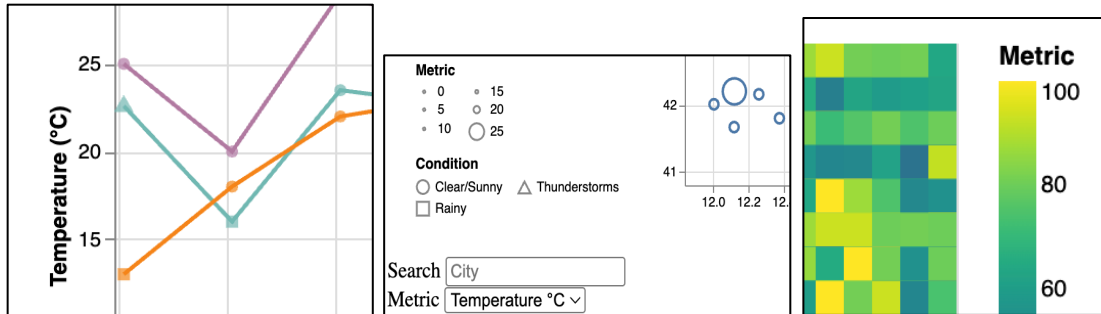 Temperature (°C)
25
20
15
Metric
0 15
5 20
10 25
Condition
Clear/Sunny Thunderstorms
Rainy
42
41
12.0 12.2 12.
Search City
Metric Temperature °C
Metric
100
80
60